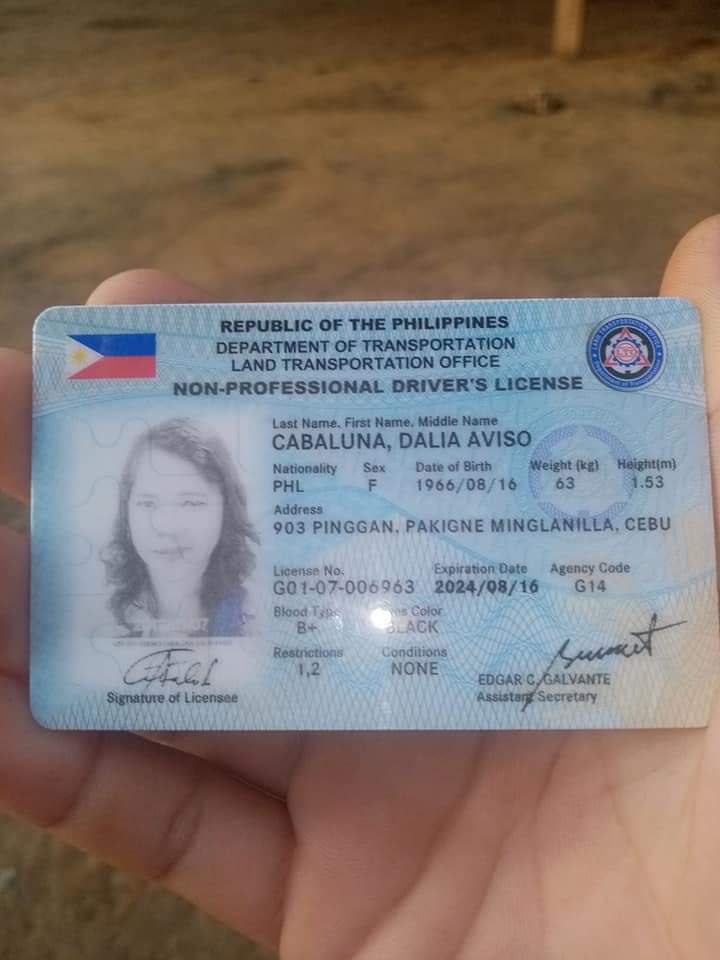 REPUBLIC OF THE PHILIPPINES
DEPARTMENT OF TRANSPORTATION
LAND TRANSPORTATION OFFICE
NON-PROFESSIONAL DRIVER'S LICENSE
Last Name. First Name. Middle Name
CABALUNA, DALIA AVISO
Nationality Sex Date of Birth Weight (kg) Height(m)
PHL F 1966/08/16 63 1.53
Address
903 PINGGAN, PAKIGNE MINGLANILLA, CEBU
License No. Expiration Date Agency Code
G01-07-006963 2024/08/16 G14
Blood Type Color
B+ BLACK
Restrictions Conditions
1,2 NONE
EDGAR C. GALVANTE
Assistant Secretary
Signature of Licensee